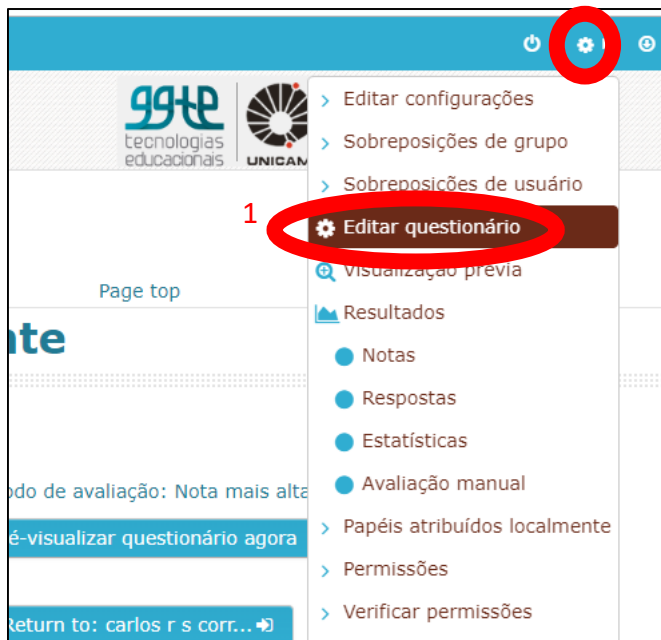 ggte
tecnologias
educacionais
UNICAM
Editar configurações
Sobreposições de grupo
Sobreposições de usuário
1
Editar questionário
Visualização prévia
Page top
Resultados
nte
Notas
Respostas
Estatísticas
Avaliação manual
odo de avaliação: Nota mais alta
é-visualizar questionário agora
Papéis atribuídos localmente
Permissões
Verificar permissões
Return to: carlos r s corr...